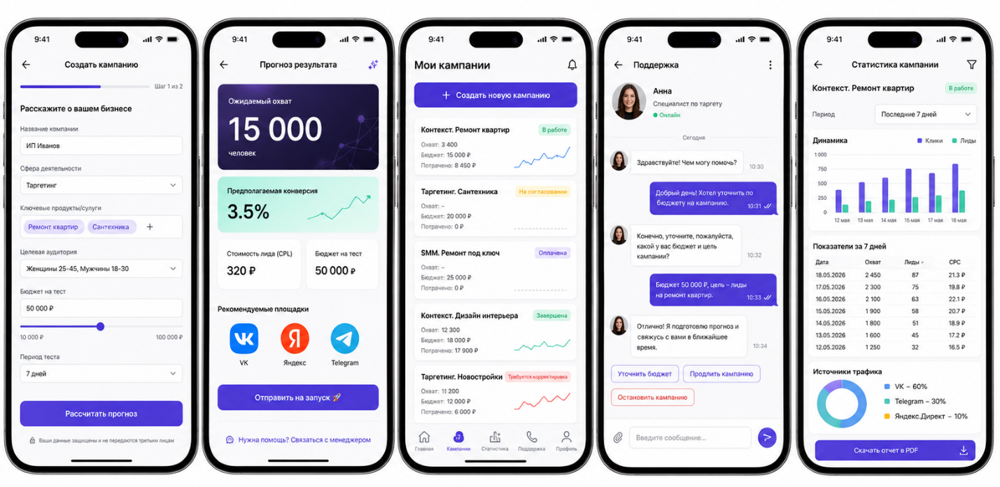 9:41
Создать кампанию
Шаг 1 из 2
Расскажите о вашем бизнесе
Название компании
ИП Иванов
Сфера деятельности
Таргетинг
Ключевые продукты/сулуги
Ремонт квартир
Сантехника
+
Целевая аудитория
Женщины 25-45, Мужчины 18-30
Бюджет на тест
50 000 ₽
10 000 ₽
100 000 ₽
Период теста
7 дней
Рассчитать прогноз
Ваши данные защищены и не передаются третьим лицам
9:41
Прогноз результата
Ожидаемый охват
15 000
человек
Предполагаемая конверсия
3.5%
Стоимость лида (CPL)
320 ₽
Бюджет на тест
50 000 ₽
Рекомендуемые площадки
VK
Я
VK
Яндекс
Telegram
Отправить на запуск 🚀
Нужна помощь? Связаться с менеджером
9:41
Мои кампании
+ Создать новую кампанию
Контекст. Ремонт квартир
В работе
Охват: 3 400
Бюджет: 15 000 ₽
Потрачено: 8 450 ₽
Таргетинг. Сантехника
На согласовании
Охват: –
Бюджет: 20 000 ₽
Потрачено: 0 ₽
SMM. Ремонт под ключ
Оплачена
Охват: –
Бюджет: 25 000 ₽
Потрачено: 0 ₽
Контекст. Дизайн интерьера
Завершена
Охват: 12 300
Бюджет: 18 000 ₽
Потрачено: 17 900 ₽
Таргетинг. Новостройки
Требуется корректировка
Охват: 11 200
Бюджет: 12 000 ₽
Потрачено: 6 000 ₽
Главная
Кампании
Статистика
Поддержка
Профиль
9:41
Поддержка
Анна
Специалист по таргету
Онлайн
Сегодня
Здравствуйте! Чем могу помочь?
10:30
Добрый день! Хотел уточнить по
бюджету на кампанию.
10:31
Конечно, уточните, пожалуйста,
какой у вас бюджет и цель
кампании?
10:32
Бюджет 50 000 ₽, цель – лиды
на ремонт квартир.
10:33
Отлично! Я подготовлю прогноз и
свяжусь с вами в ближайшее
время.
10:34
Уточнить бюджет
Продлить кампанию
Остановить кампанию
Введите сообщение...
9:41
Статистика кампании
Контекст. Ремонт квартир
В работе
Период
Последние 7 дней
Динамика
Клики
Лиды
1 000
750
500
250
0
12 мая
13 мая
14 мая
15 мая
17 мая
18 мая
Показатели за 7 дней
Дата Охват Лиды CPC
18.05.2026 2 450 87 21.3 ₽
17.05.2026 2 300 75 19.8 ₽
16.05.2026 2 100 63 22.1 ₽
15.05.2026 1 900 58 20.7 ₽
14.05.2026 1 800 51 18.9 ₽
13.05.2026 1 600 45 17.2 ₽
12.05.2026 1 250 32 16.5 ₽
Источники трафика
VK – 60%
Telegram – 30%
Яндекс.Директ – 10%
Скачать отчет в PDF